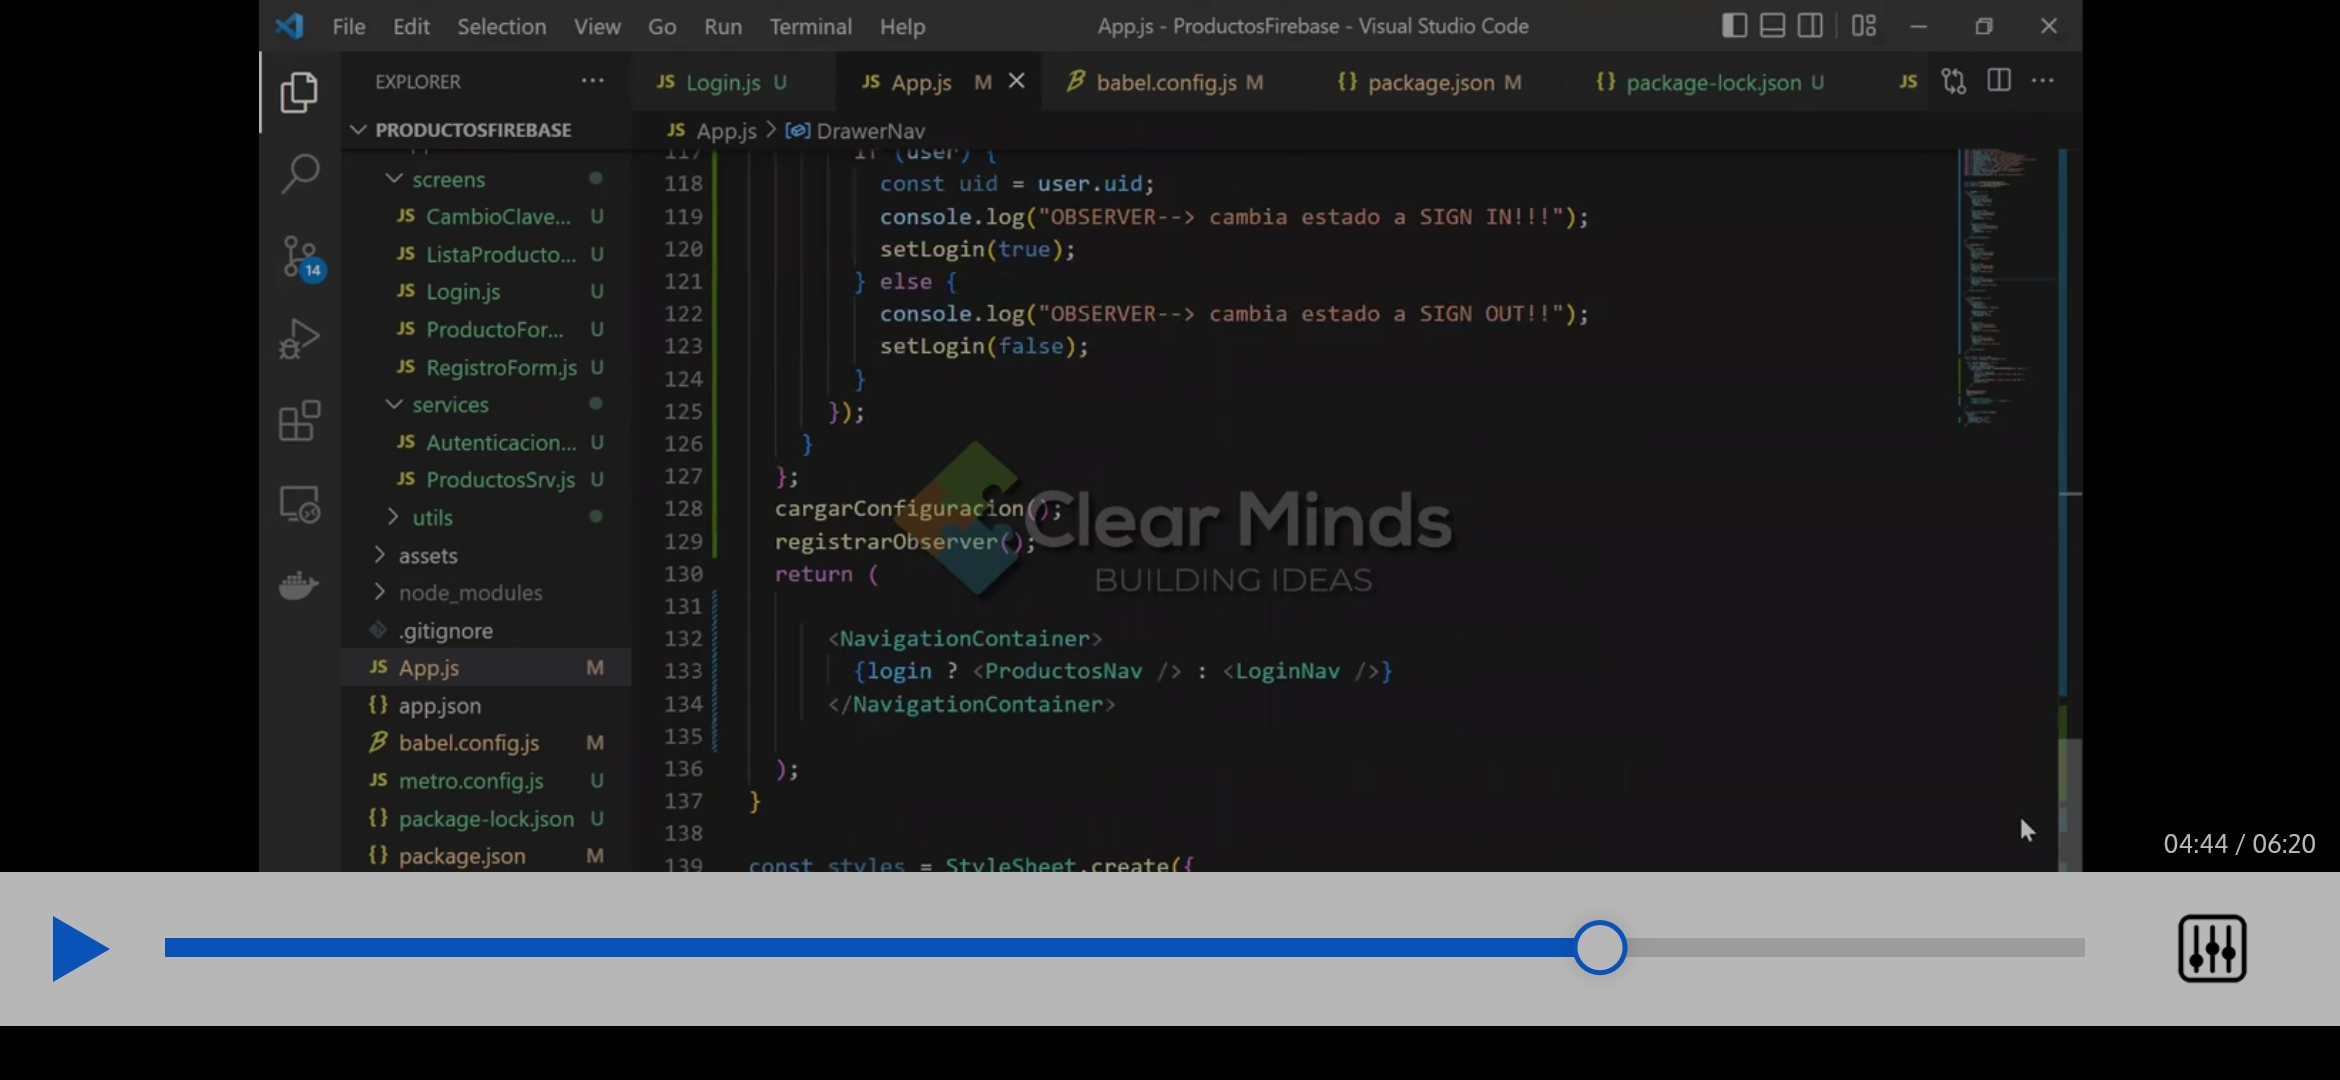 File Edit Selection View Go Run Terminal Help App.js - ProductosFirebase - Visual Studio Code
EXPLORER ··· JS Login.js U JS App.js M babel.config.js M {} package.json M {} package-lock.json U JS ···
PRODUCTOSFIREBASE JS App.js > DrawerNav
screens
JS CambioClave... U
JS ListaProducto... U
JS Login.js U
JS ProductoFor... U
JS RegistroForm.js U
services
JS Autenticacion... U
JS ProductosSrv.js U
utils
assets
node_modules
.gitignore
JS App.js M
{} app.json
babel.config.js M
JS metro.config.js U
{} package-lock.json U
{} package.json M
14
117 if (user) {
118 const uid = user.uid;
119 console.log("OBSERVER--> cambia estado a SIGN IN!!!");
120 setLogin(true);
121 } else {
122 console.log("OBSERVER--> cambia estado a SIGN OUT!!");
123 setLogin(false);
124 }
125 });
126 }
127 };
128 cargarConfiguracion();
129 registrarObserver();
130 return (
131
132 <NavigationContainer>
133 {login ? <ProductosNav /> : <LoginNav />}
134 </NavigationContainer>
135
136 );
137 }
138
139 const styles = StyleSheet.create({
Clear Minds
BUILDING IDEAS
04:44 / 06:20